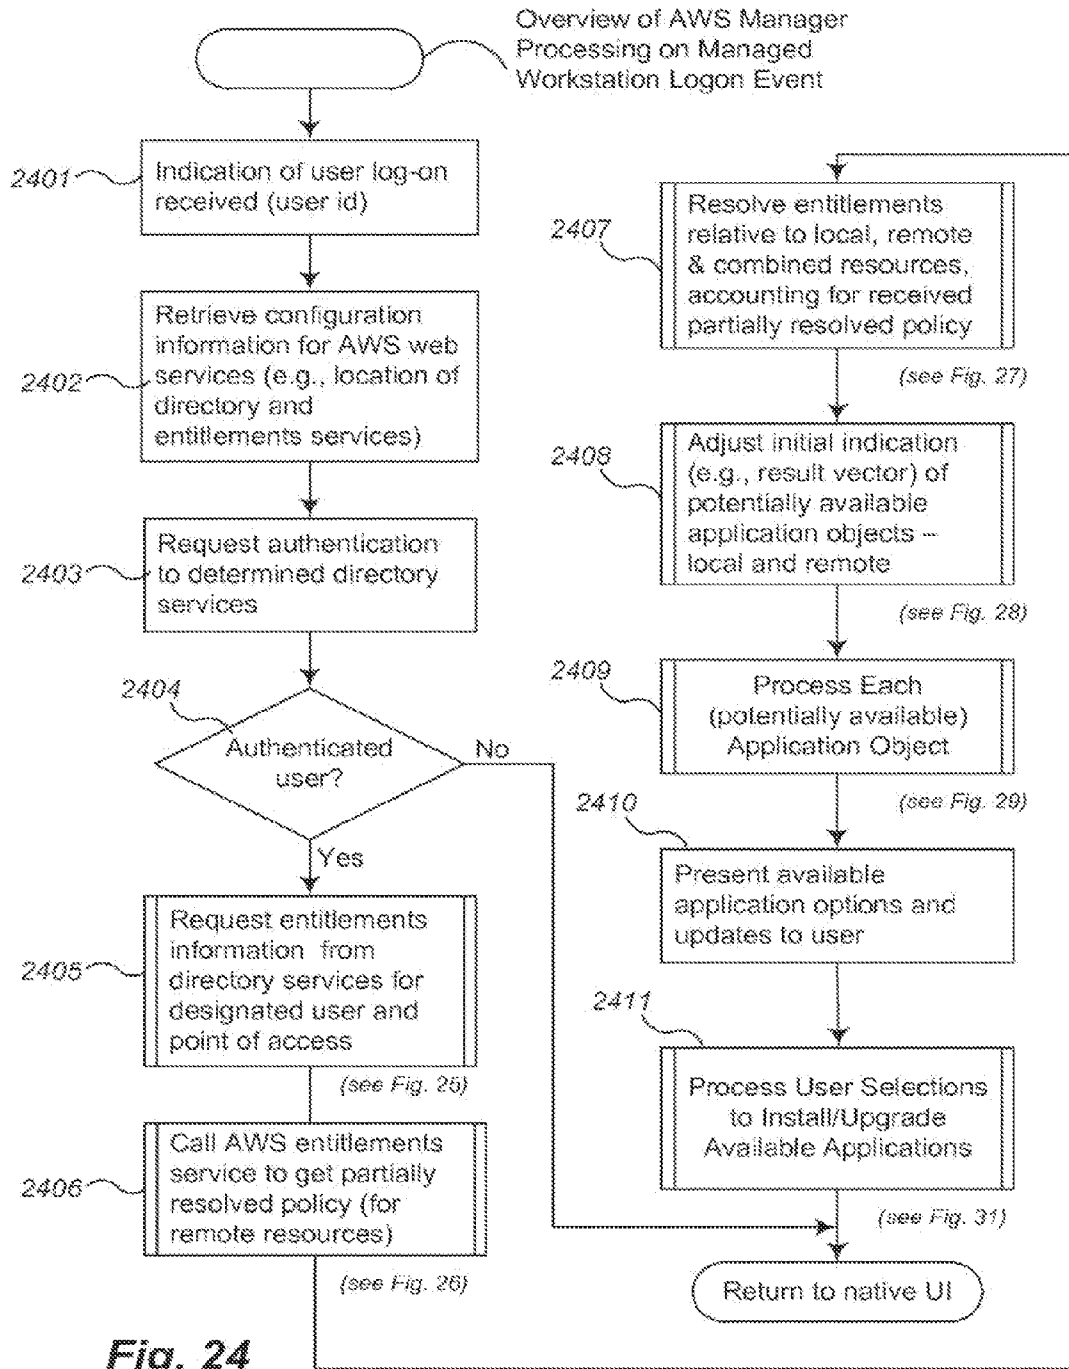 Overview of AWS Manager
Processing on Managed
Workstation Logon Event
2401
Indication of user log-on
received (user id)
2402
Retrieve configuration
information for AWS web
services (e.g., location of
directory and
entitlements services)
2403
Request authentication
to determined directory
services
2404
Authenticated
user?
No
Yes
2405
Request entitlements
information from
directory services for
designated user and
point of access
(see Fig. 25)
2406
Call AWS entitlements
service to get partially
resolved policy (for
remote resources)
(see Fig. 26)
2407
Resolve entitlements
relative to local, remote
& combined resources,
accounting for received
partially resolved policy
(see Fig. 27)
2408
Adjust initial indication
(e.g., result vector) of
potentially available
application objects –
local and remote
(see Fig. 28)
2409
Process Each
(potentially available)
Application Object
(see Fig. 29)
2410
Present available
application options and
updates to user
2411
Process User Selections
to Install/Upgrade
Available Applications
(see Fig. 31)
Return to native UI
Fig. 24